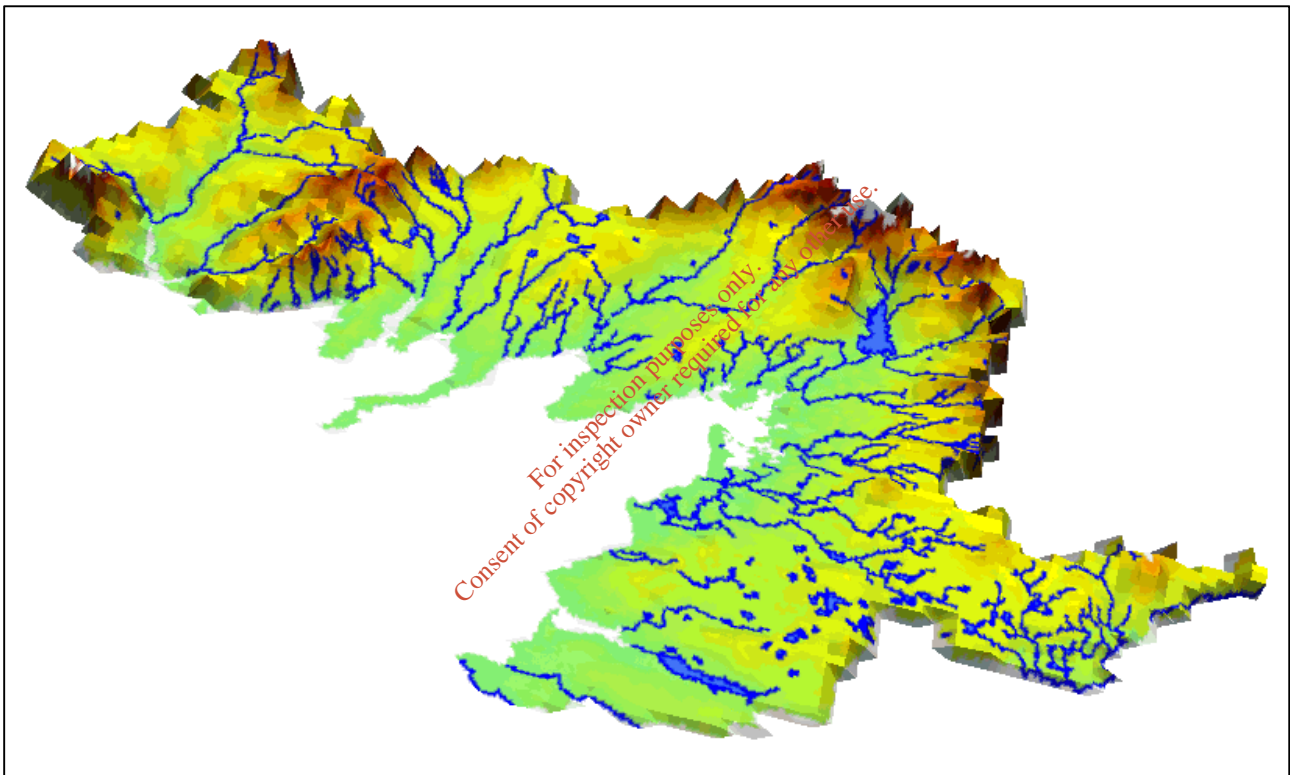 For inspection purposes only.
Consent of copyright owner required for any other use.